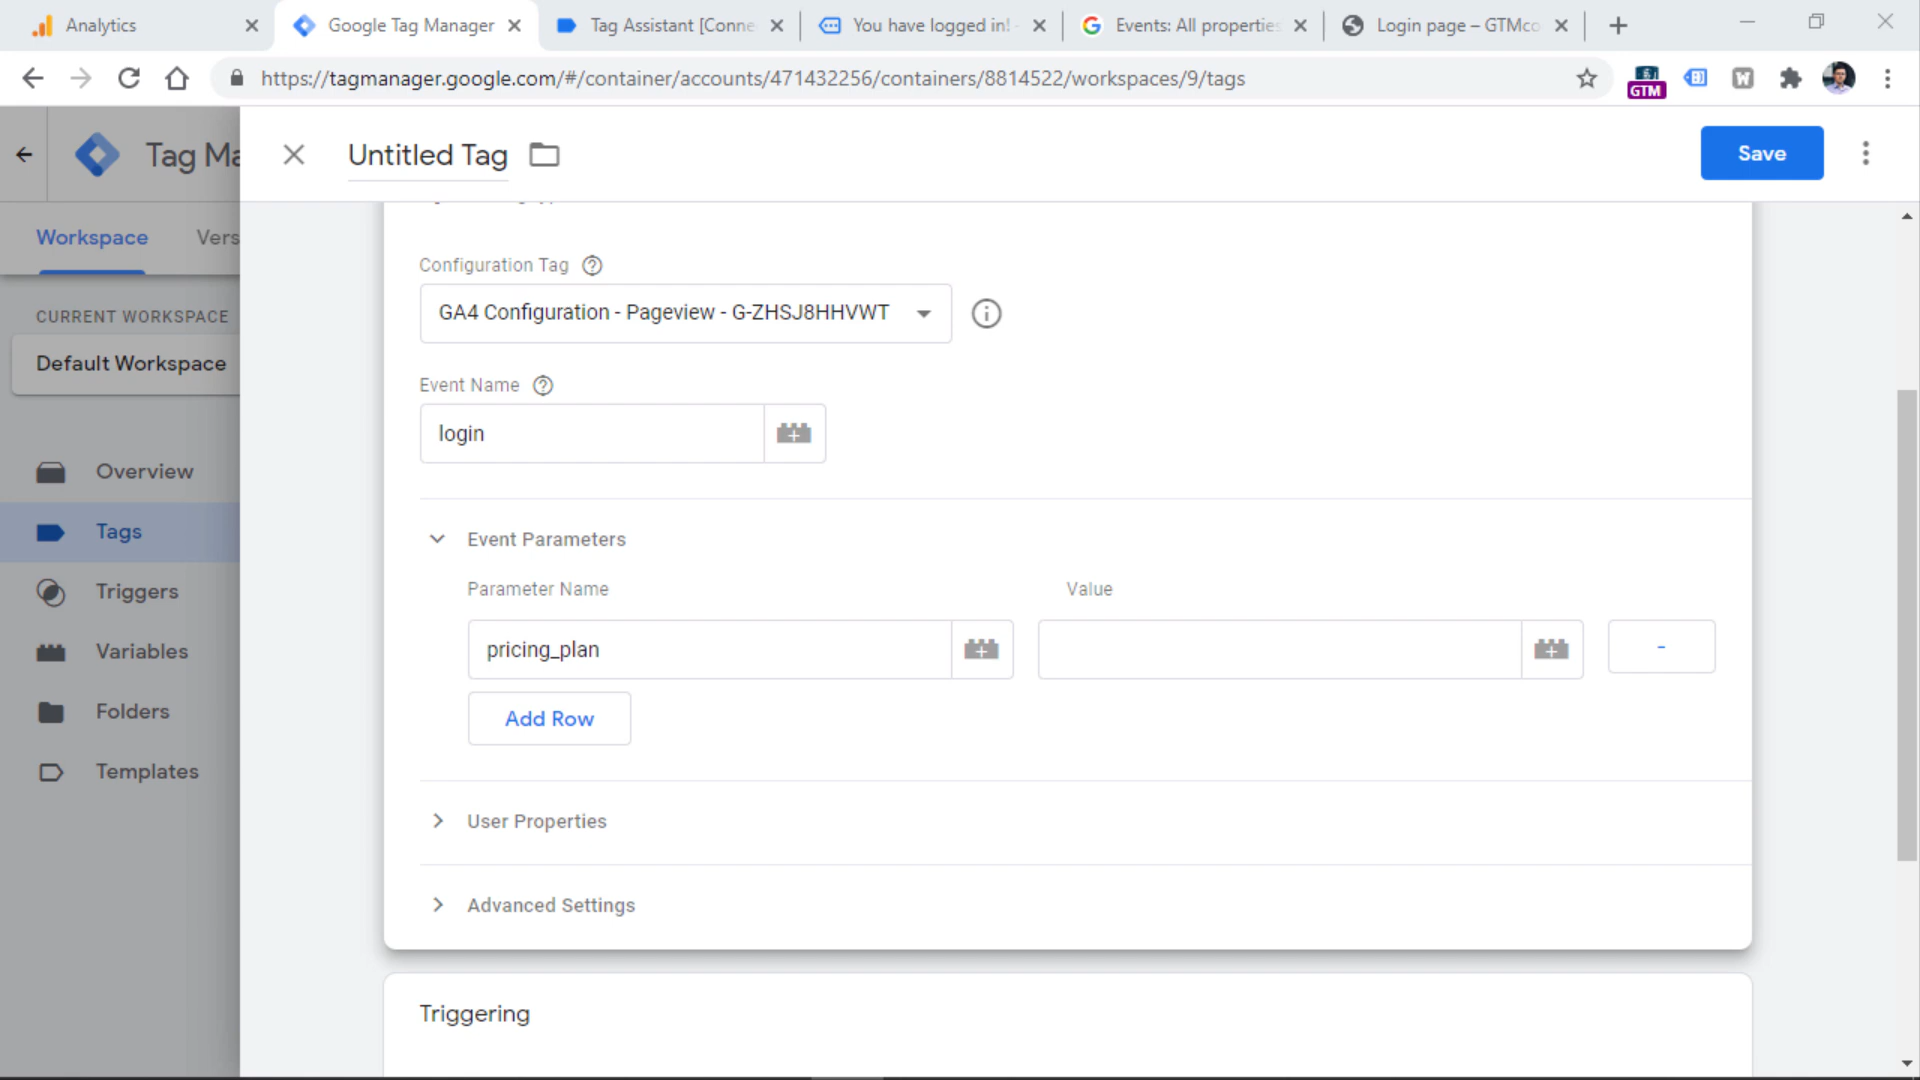 Analytics
Google Tag Manager
Tag Assistant [Conne
You have logged in! -
Events: All properties
Login page – GTMco
https://tagmanager.google.com/#/container/accounts/471432256/containers/8814522/workspaces/9/tags
GTM
W
Tag Ma
Untitled Tag
Save
Workspace
Vers
CURRENT WORKSPACE
Default Workspace
Overview
Tags
Triggers
Variables
Folders
Templates
Configuration Tag
GA4 Configuration - Pageview - G-ZHSJ8HHVWT
Event Name
login
Event Parameters
Parameter Name
Value
pricing_plan
-
Add Row
User Properties
Advanced Settings
Triggering